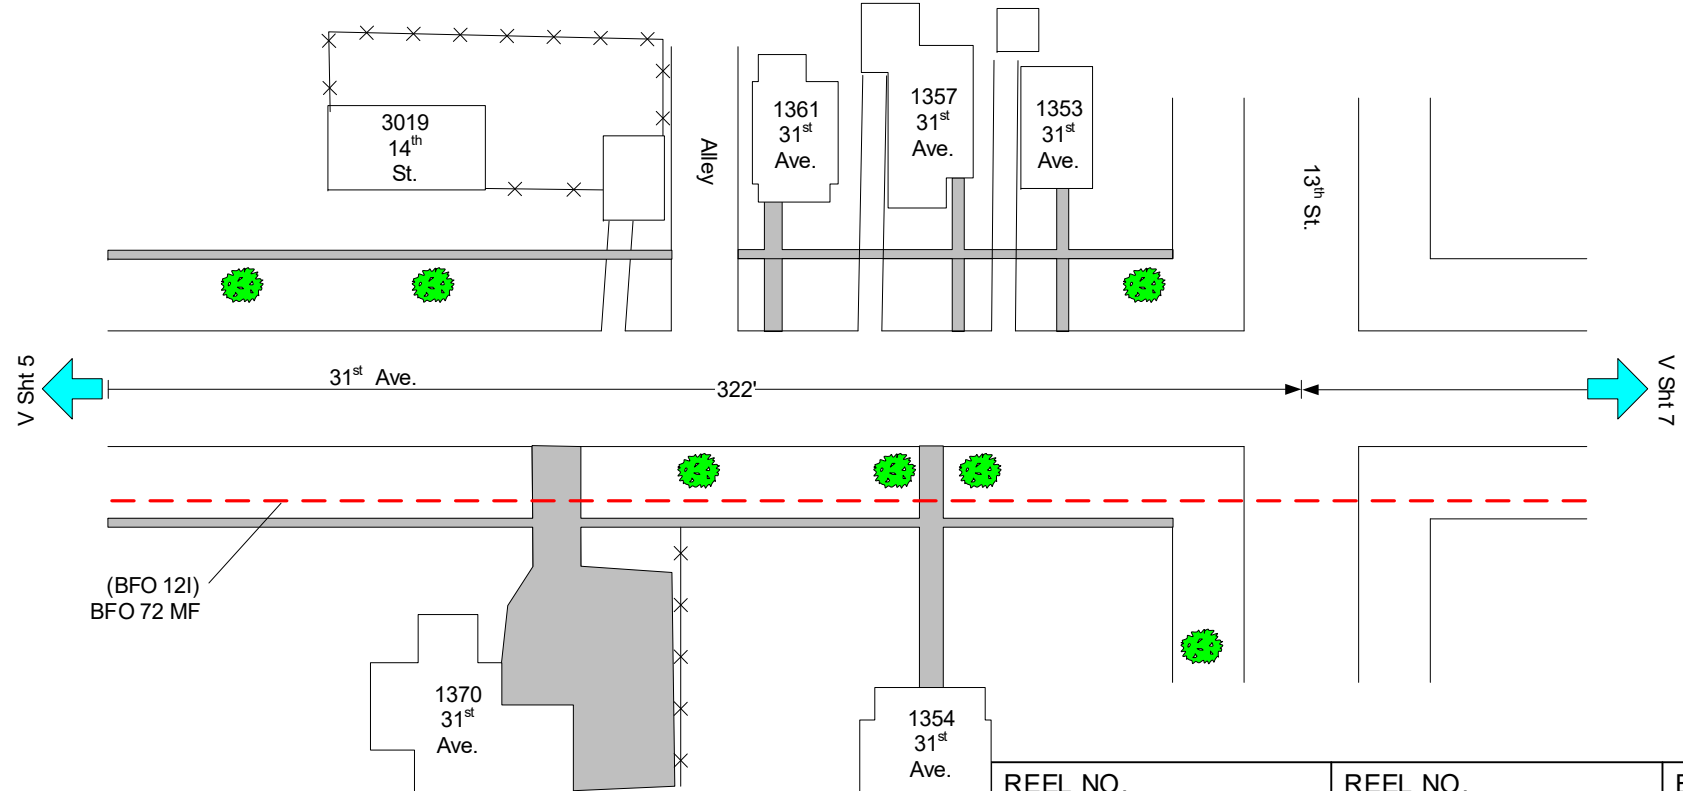 3019
14th
St.
Alley
1361
31st
Ave.
1357
31st
Ave.
1353
31st
Ave.
13th St.
V Sht 5
31st Ave.
322'
V Sht 7
(BFO 12I)
BFO 72 MF
1370
31st
Ave.
1354
31st
Ave.
REEL NO.
REEL NO.